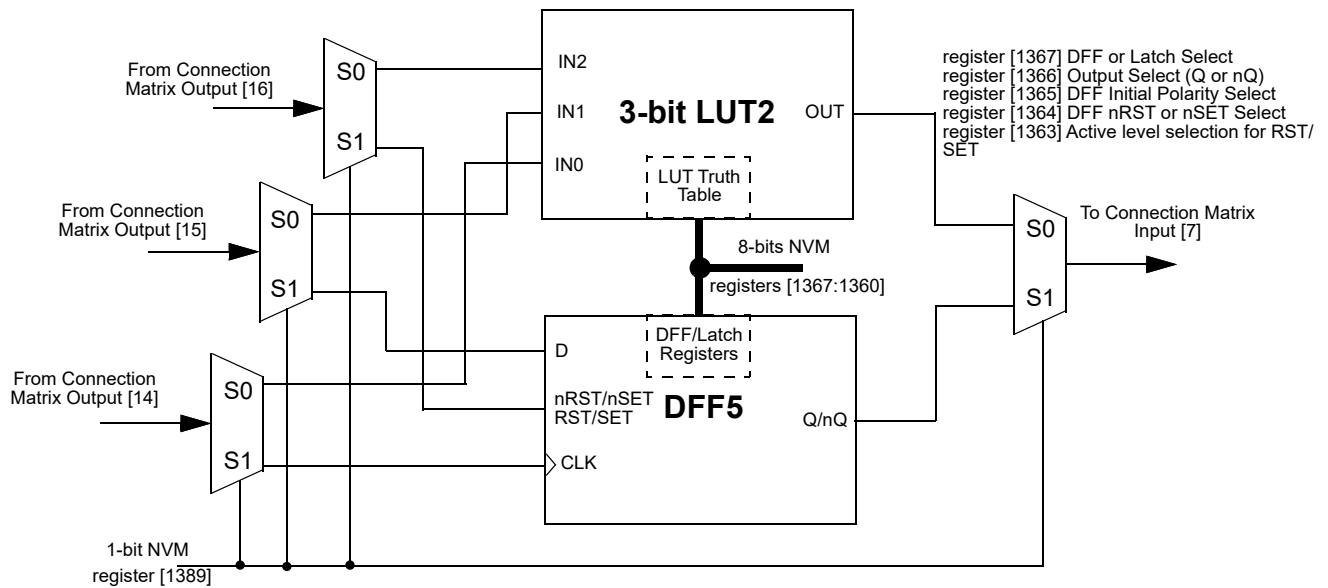 From Connection
Matrix Output [16]
S0
S1
IN2
IN1
IN0
3-bit LUT2
OUT
LUT Truth
Table
register [1367] DFF or Latch Select
register [1366] Output Select (Q or nQ)
register [1365] DFF Initial Polarity Select
register [1364] DFF nRST or nSET Select
register [1363] Active level selection for RST/
SET
From Connection
Matrix Output [15]
S0
S1
8-bits NVM
registers [1367:1360]
S0
S1
To Connection Matrix
Input [7]
From Connection
Matrix Output [14]
S0
S1
DFF/Latch
Registers
D
nRST/nSET
RST/SET
DFF5
Q/nQ
CLK
1-bit NVM
register [1389]